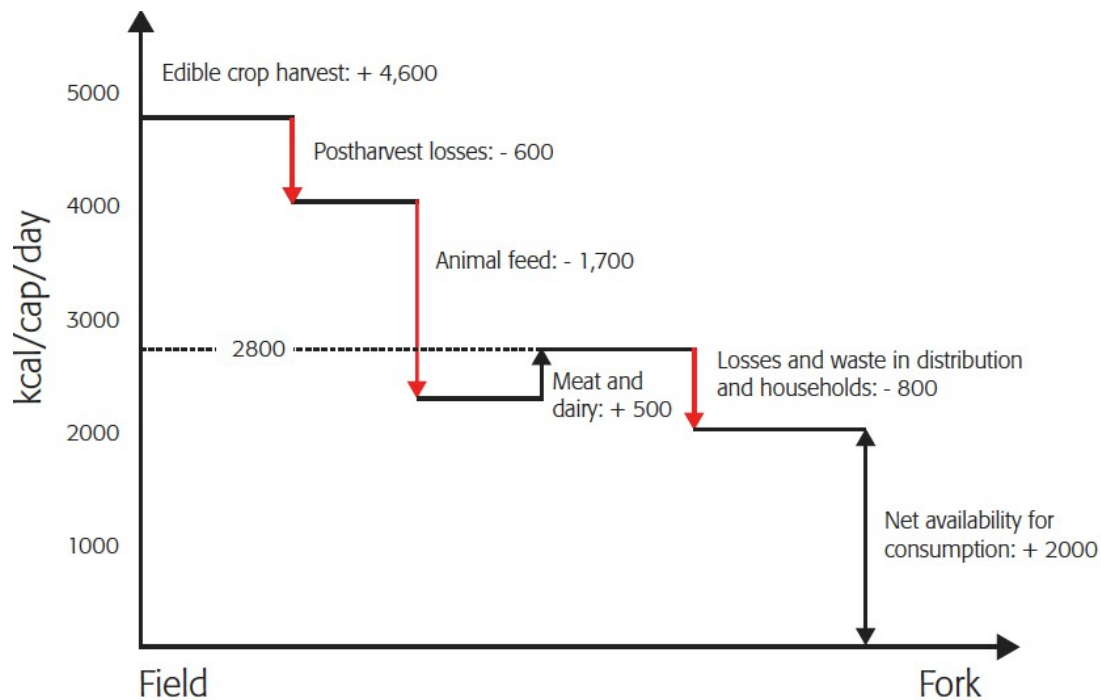 Edible crop harvest: + 4,600
5000
Postharvest losses: - 600
4000
Animal feed: - 1,700
3000
2800
Losses and waste in distribution
and households: - 800
Meat and
dairy: + 500
2000
Net availability for
consumption: + 2000
1000
kcal/cap/day
Field
Fork